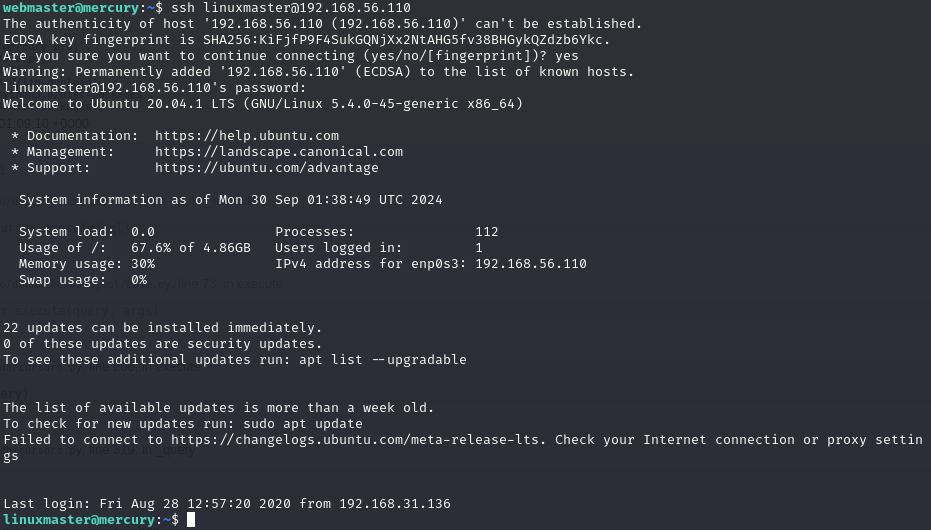 webmaster@mercury:~$ ssh linuxmaster@192.168.56.110
The authenticity of host '192.168.56.110 (192.168.56.110)' can't be established.
ECDSA key fingerprint is SHA256:KiFjfP9F4SukGQNjXx2NtAHG5fv38BHGykQZdzb6Ykc.
Are you sure you want to continue connecting (yes/no/[fingerprint])? yes
Warning: Permanently added '192.168.56.110' (ECDSA) to the list of known hosts.
linuxmaster@192.168.56.110's password:
Welcome to Ubuntu 20.04.1 LTS (GNU/Linux 5.4.0-45-generic x86_64)
* Documentation:  https://help.ubuntu.com
* Management:     https://landscape.canonical.com
* Support:        https://ubuntu.com/advantage
System information as of Mon 30 Sep 01:38:49 UTC 2024
System load:  0.0               Processes:               112
Usage of /:   67.6% of 4.86GB   Users logged in:         1
Memory usage: 30%               IPv4 address for enp0s3: 192.168.56.110
Swap usage:   0%
22 updates can be installed immediately.
0 of these updates are security updates.
To see these additional updates run: apt list --upgradable
The list of available updates is more than a week old.
To check for new updates run: sudo apt update
Failed to connect to https://changelogs.ubuntu.com/meta-release-lts. Check your Internet connection or proxy settin
gs
Last login: Fri Aug 28 12:57:20 2020 from 192.168.31.136
linuxmaster@mercury:~$